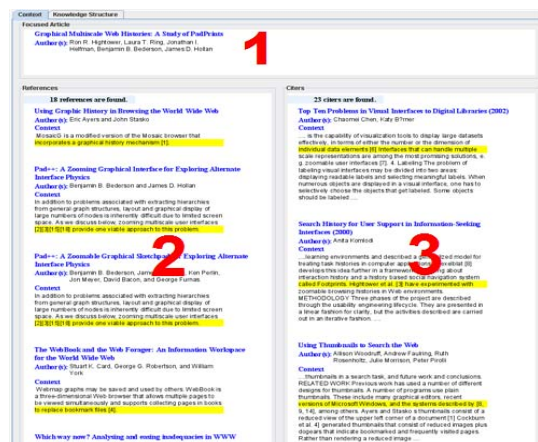 Context Knowledge Structure
Focused Article
Graphical Multiscale Web Histories: A Study of PadPrints
Author(s): Ron R. Hightower, Laura T. Ring, Jonathan I.
Helfman, Benjamin B. Bederson, James D. Hollan
1
References
18 references are found.
Using Graphic History in Browsing the World Wide Web
Author(s): Eric Ayers and John Stasko
Context
MosaicG is a modified version of the Mosaic browser that
incorporates a graphical history mechanism [1].
Pad++: A Zooming Graphical Interface for Exploring Alternate
Interface Physics
Author(s): Benjamin B. Bederson and James D. Hollan
Context
In addition to problems associated with extracting hierarchies
from general graph structures, layout and graphical display of
large numbers of nodes is inherently difficult due to limited screen
space. As we discuss below, zooming multiscale user interfaces
[2][3][15][18] provide one viable approach to this problem.
2
Pad++: A Zoomable Graphical Sketchpad Exploring Alternate
Interface Physics
Author(s): Benjamin B. Bederson, James Ken Perlin,
Jon Meyer, David Bacon, and George Furnas
Context
In addition to problems associated with extracting hierarchies
from general graph structures, layout and graphical display of
large numbers of nodes is inherently difficult due to limited screen
space. As we discuss below, zooming multiscale user interfaces
[2][3][15][18] provide one viable approach to this problem.
The WebBook and the Web Forager: An Information Workspace
for the World Wide Web
Author(s): Stuart K. Card, George G. Robertson, and William
York
Context
Webmap graphs may be saved and used by others. WebBook is
a three-dimensional Web-browser that allows multiple pages to
be viewed simultaneously and supports collecting pages in books
to replace bookmark files [4].
Which way now? Analyzing and easing inadequacies in WWW
Citers
23 citers are found.
Top Ten Problems in Visual Interfaces to Digital Libraries (2002)
Author(s): Chaomei Chen, Katy B?rner
Context
.... is the capability of visualization tools to display large datasets
effectively, in terms of either the number or the dimension of
individual data elements [6] Interfaces that can handle multiple
scale representations are among the most promising solutions, e.
g. zoomable user interfaces [7]. 4. Labeling The problem of
labeling visual interfaces may be divided into two areas:
displaying readable labels and selecting meaningful labels. When
numerous objects are displayed in a visual interface, one has to
selectively choose the objects that get labeled. Some objects
should be labeled ....
Search History for User Support in Information-Seeking
Interfaces (2000)
Author(s): Anita Komlodi
Context
....learning environments and described a generalized model for
treating task histories in computer applications. Hexeblat [8]
develops this idea further in a framework about
interaction history and a history based social navigation system
called Footprints. Hightower et al. [3] have experimented with
zoomable browsing histories in Web environments.
METHODOLOGY Three phases of the project are described
through the usability engineering lifecycle. They are presented in
a linear fashion for clarity, but the activities described are carried
out in an iterative fashion. ....
3
Using Thumbnails to Search the Web
Author(s): Allison Woodruff, Andrew Faulring, Ruth
Rosenholtz, Julie Morrison, Peter Pirolli
Context
....thumbnails in a search task, and future work and conclusions.
RELATED WORK Previous work has used a number of different
designs for thumbnails. A number of programs use plain
thumbnails. These include many graphical editors, recent
versions of Microsoft Windows, and the systems described by [8,
9, 14], among others. Ayers and Stasko s thumbnails consist of a
reduced view of the upper left corner of a document [1] Cockburn
et al. 4] generated thumbnails that consist of reduced images plus
dogears that indicate bookmarked and frequently visited pages.
Rather than rendering a reduced image ....